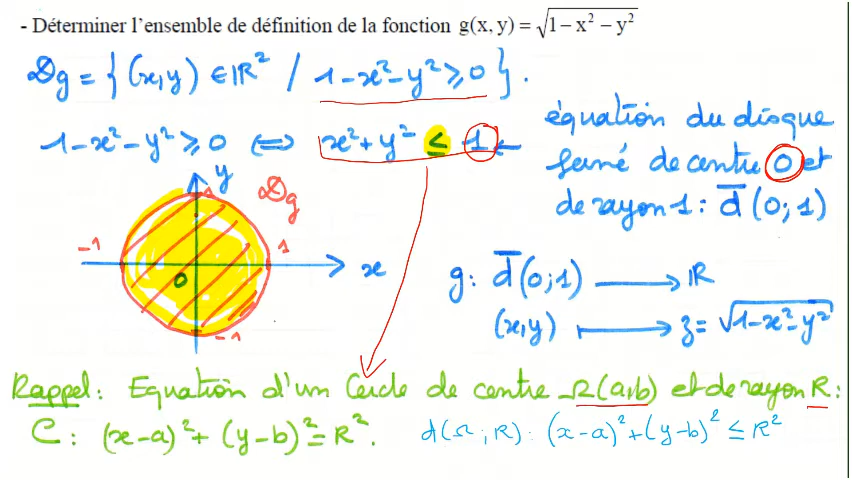 - Déterminer l'ensemble de définition de la fonction g(x, y) = √(1 − x² − y²)
𝒟g = { (x,y) ∈ ℝ² / 1-x²-y² ≥ 0 }.
1-x²-y² ≥ 0 ⟺ x²+y² ≤ 1 ←
équation du disque
fermé de centre 0 et
de rayon 1 : d̅ (0;1)
y
1
𝒟g
-1
1
0
x
-1
g: d̅ (0;1) ⟶ ℝ
(x,y) ⟼ z = √(1-x²-y²)
Rappel : Equation d'un Cercle de centre Ω(a,b) et de rayon R :
C : (x-a)² + (y-b)² = R².
d(Ω;R) : (x-a)² + (y-b)² ≤ R²